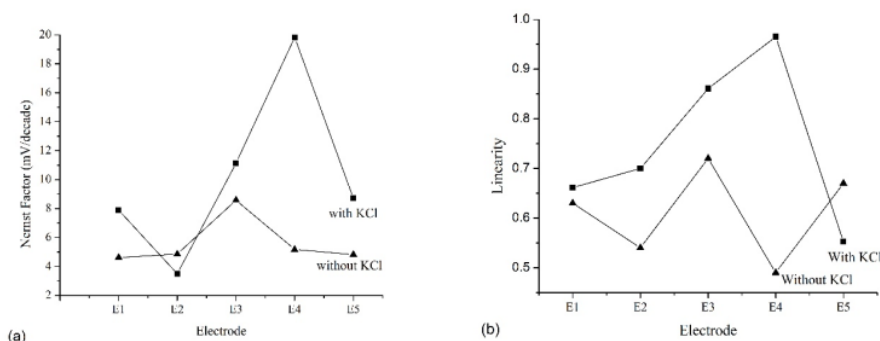 20
18
16
14
12
10
8
6
4
2
Nernst Factor (mV/decade)
with KCl
without KCl
E1 E2 E3 E4 E5
Electrode
(a)
1.0
0.9
0.8
0.7
0.6
0.5
Linearity
With KCl
Without KCl
E1 E2 E3 E4 E5
Electrode
(b)